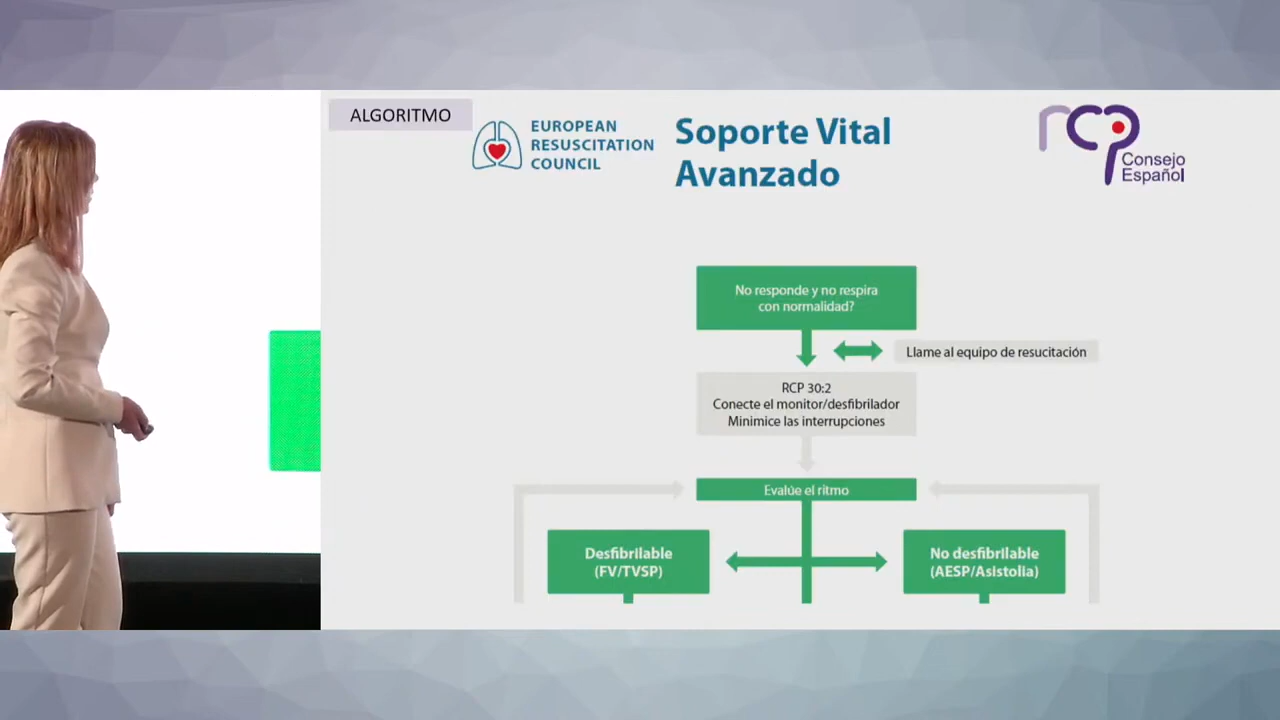 ALGORITMO
EUROPEAN
RESUSCITATION
COUNCIL
Soporte Vital
Avanzado
rcp
Consejo
Español
No responde y no respira
con normalidad?
Llame al equipo de resucitación
RCP 30:2
Conecte el monitor/desfibrilador
Minimice las interrupciones
Evalúe el ritmo
Desfibrilable
(FV/TVSP)
No desfibrilable
(AESP/Asistolia)